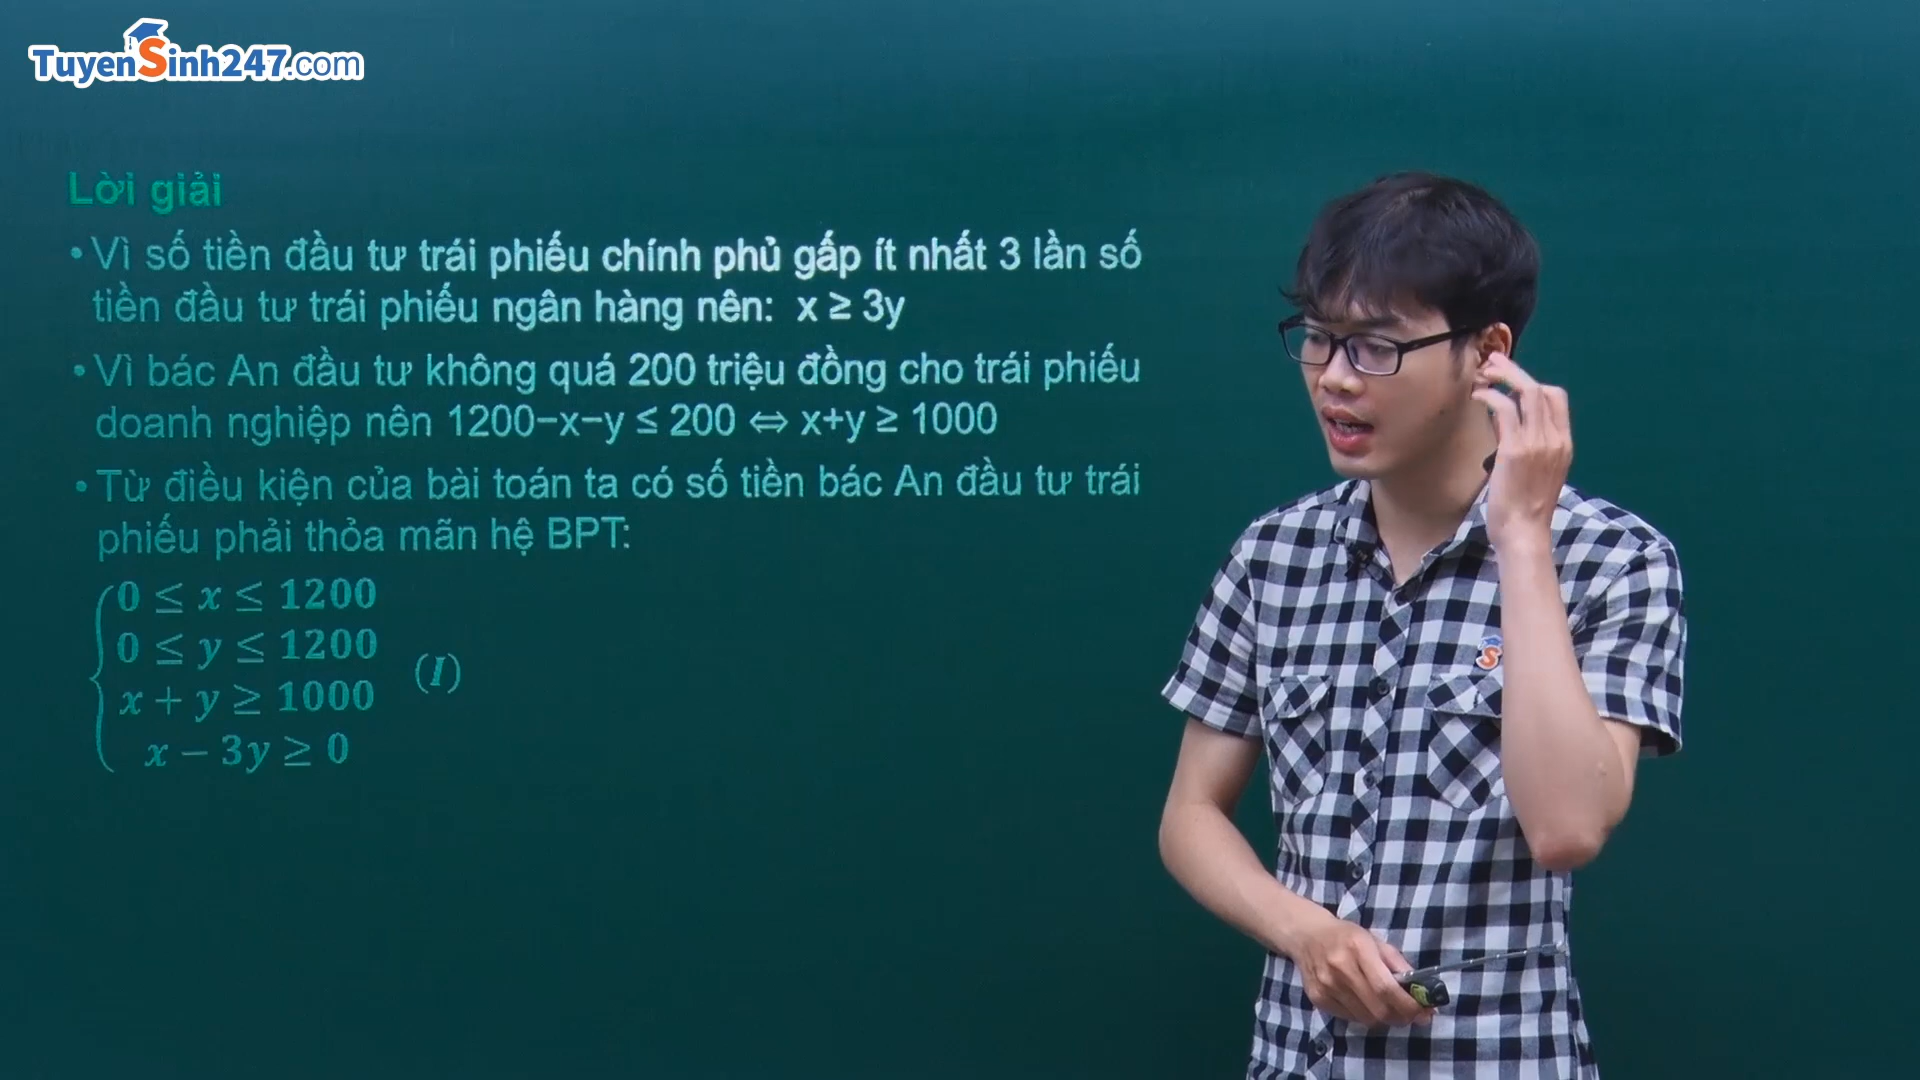 TuyenSinh247.com
Lời giải
• Vì số tiền đầu tư trái phiếu chính phủ gấp ít nhất 3 lần số
tiền đầu tư trái phiếu ngân hàng nên: x ≥ 3y
• Vì bác An đầu tư không quá 200 triệu đồng cho trái phiếu
doanh nghiệp nên 1200−x−y ≤ 200 ⇔ x+y ≥ 1000
• Từ điều kiện của bài toán ta có số tiền bác An đầu tư trái
phiếu phải thỏa mãn hệ BPT:
0 ≤ x ≤ 1200
0 ≤ y ≤ 1200
x + y ≥ 1000
x − 3y ≥ 0
(I)
S